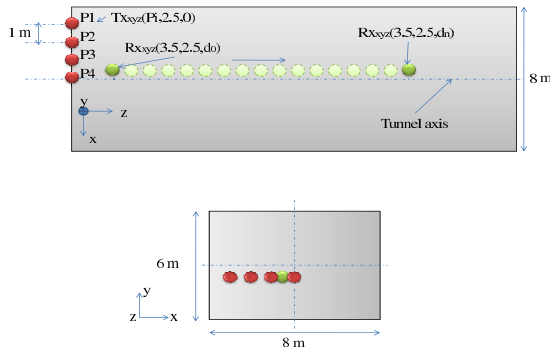 P1 Txxyz(Pi,2.5,0)
1 m
P2
Rxxyz(3.5,2.5,d0)
Rxxyz(3.5,2.5,dn)
P3
P4
8 m
y
z
x
Tunnel axis
6 m
y
z
x
8 m